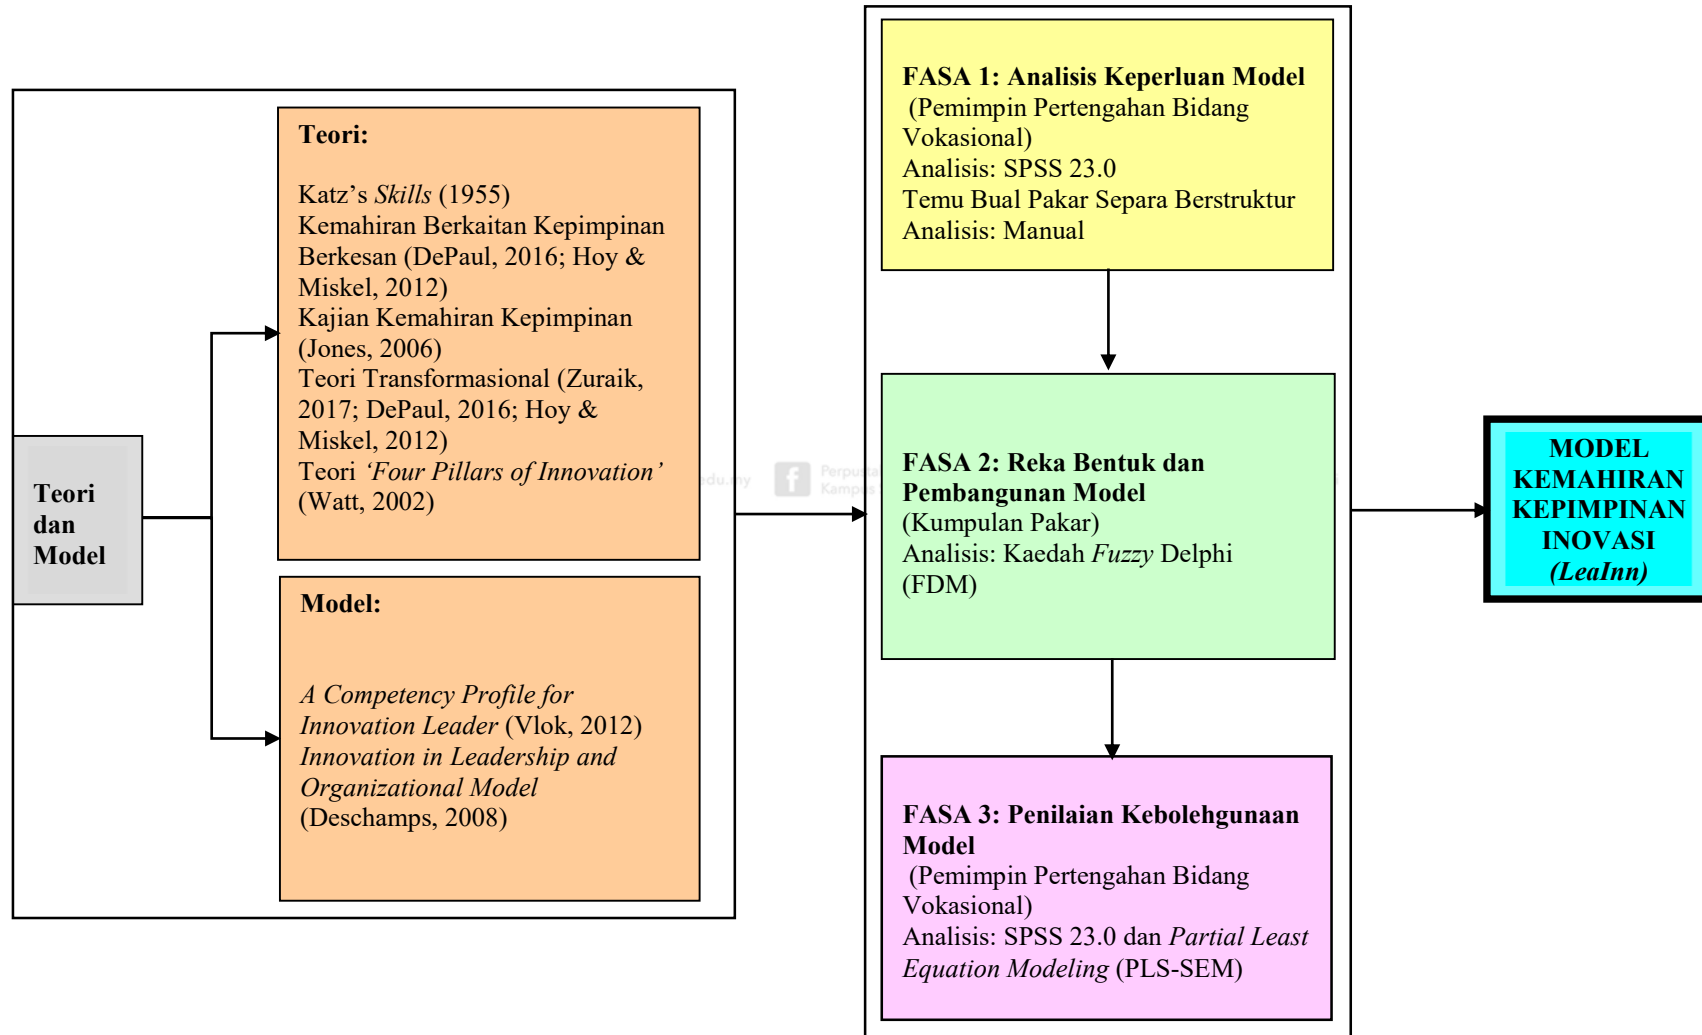 Teori
dan
Model
Teori:
Katz’s Skills (1955)
Kemahiran Berkaitan Kepimpinan
Berkesan (DePaul, 2016; Hoy &
Miskel, 2012)
Kajian Kemahiran Kepimpinan
(Jones, 2006)
Teori Transformasional (Zuraik,
2017; DePaul, 2016; Hoy &
Miskel, 2012)
Teori ‘Four Pillars of Innovation’
(Watt, 2002)
Model:
A Competency Profile for
Innovation Leader (Vlok, 2012)
Innovation in Leadership and
Organizational Model
(Deschamps, 2008)
edu.my
f
Kampus
FASA 1: Analisis Keperluan Model
(Pemimpin Pertengahan Bidang
Vokasional)
Analisis: SPSS 23.0
Temu Bual Pakar Separa Berstruktur
Analisis: Manual
FASA 2: Reka Bentuk dan
Pembangunan Model
(Kumpulan Pakar)
Analisis: Kaedah Fuzzy Delphi
(FDM)
FASA 3: Penilaian Kebolehgunaan
Model
(Pemimpin Pertengahan Bidang
Vokasional)
Analisis: SPSS 23.0 dan Partial Least
Equation Modeling (PLS-SEM)
MODEL
KEMAHIRAN
KEPIMPINAN
INOVASI
(LeaInn)